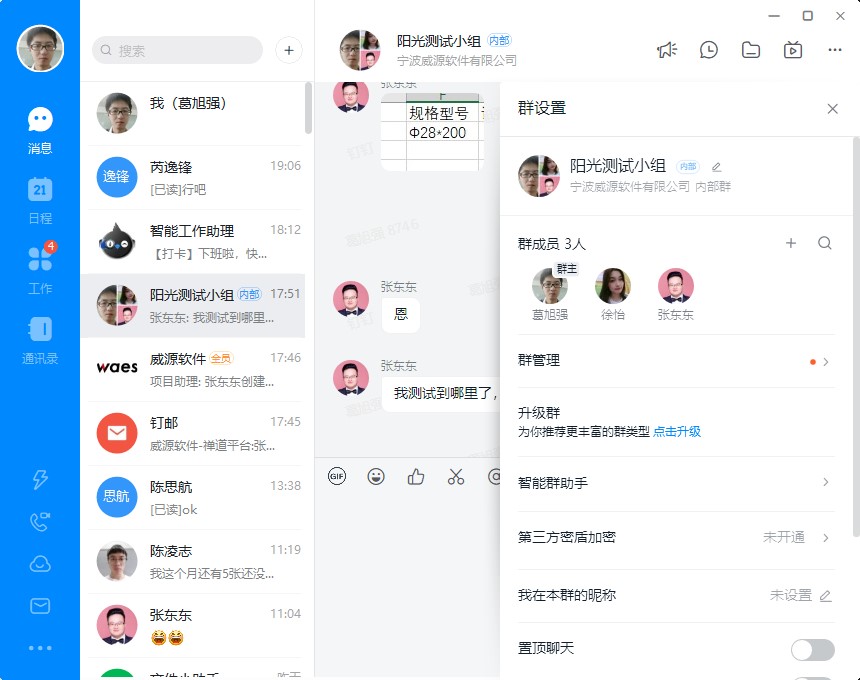 消息
21
日程
4
工作
通讯录
搜索
我（葛旭强）
逸锋
芮逸锋
19:06
[已读]行吧
智能工作助理
18:12
【打卡】下班啦，快...
阳光测试小组 内部
17:51
张东东: 我测试到哪里...
waes
威源软件 全员
17:46
项目助理: 张东东创建...
钉邮
17:45
威源软件-禅道平台:张...
思航
陈思航
13:38
[已读]ok
陈凌志
11:19
我这个月还有5张还没...
张东东
11:04
阳光测试小组 内部
宁波威源软件有限公司
张东东
F
规格型号
Φ28*200
钉钉
葛旭强 8746
张东东
恩
张东东
我测试到哪里了，
GIF
群设置
阳光测试小组 内部
宁波威源软件有限公司 内部群
群成员 3人
群主
葛旭强
徐怡
张东东
群管理
升级群
为你推荐更丰富的群类型 点击升级
智能群助手
第三方密盾加密
未开通
我在本群的昵称
未设置
置顶聊天